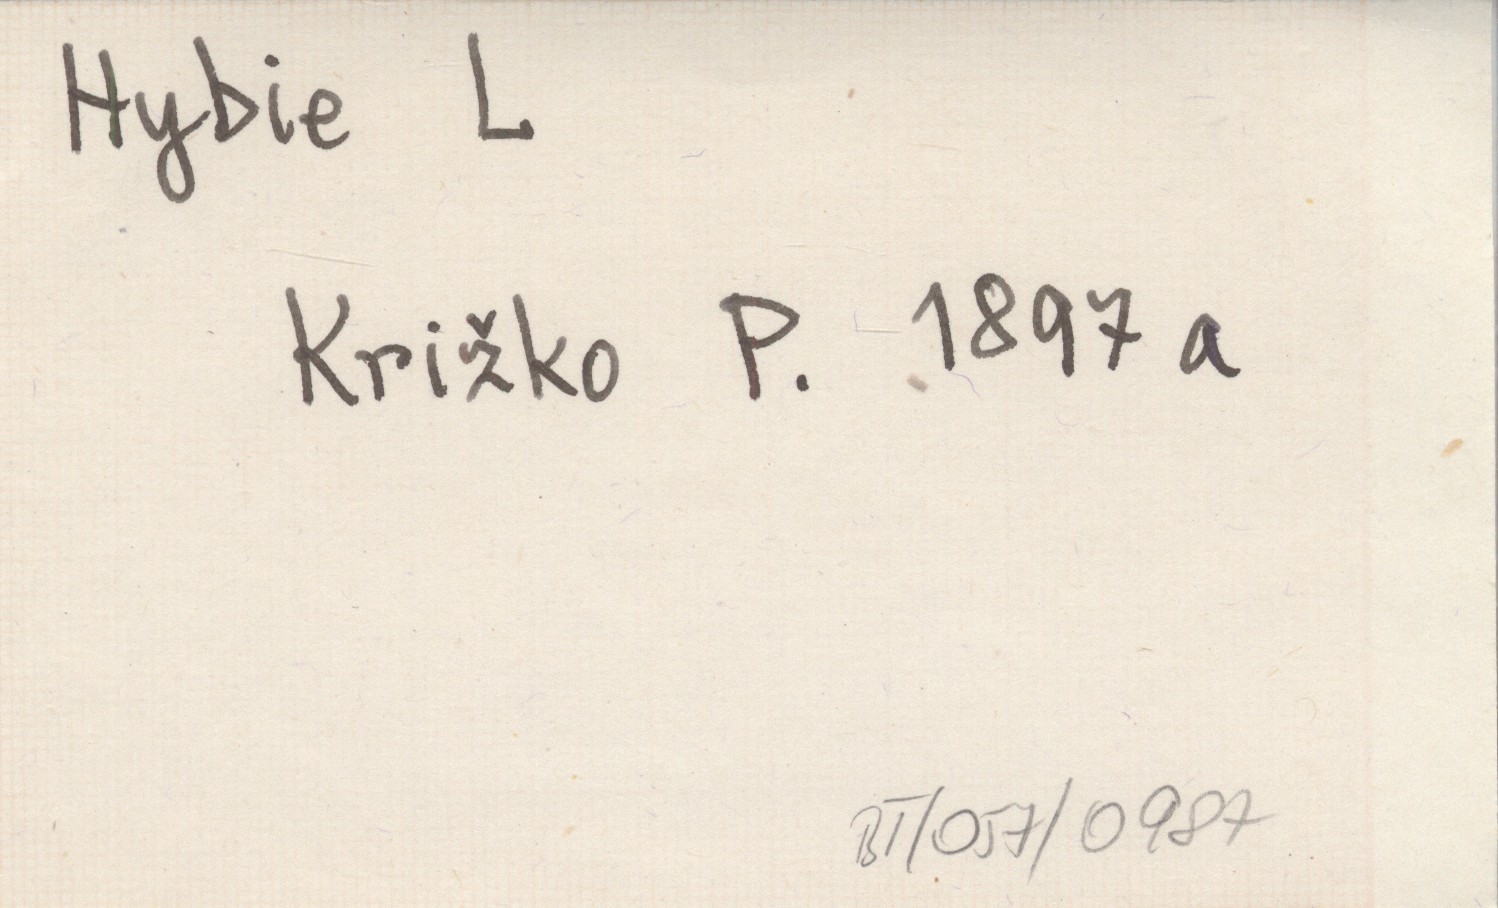 Hybie L
Križko P. 1897 a
BT/057/0987